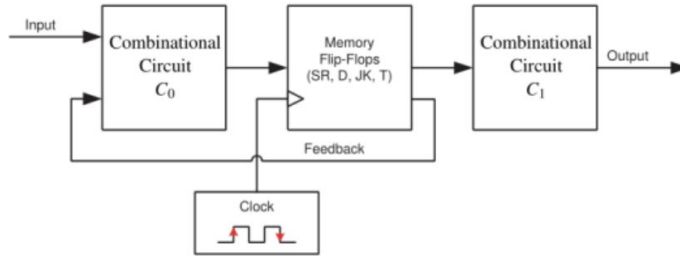 Input
Combinational
Circuit
C₀
Memory
Flip-Flops
(SR, D, JK, T)
Combinational
Circuit
C₁
Output
Feedback
Clock